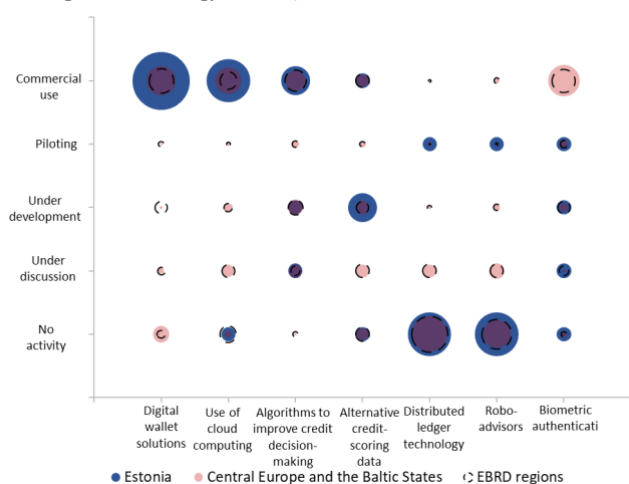 Commercial
use
Piloting
Under
development
Under
discussion
No
activity
Digital
wallet
solutions
Use of
cloud
computing
Algorithms to
improve credit
decision-
making
Alternative
credit-
scoring
data
Distributed
ledger
technology
Robo-
advisors
Biometric
authenticati
Estonia
Central Europe and the Baltic States
EBRD regions